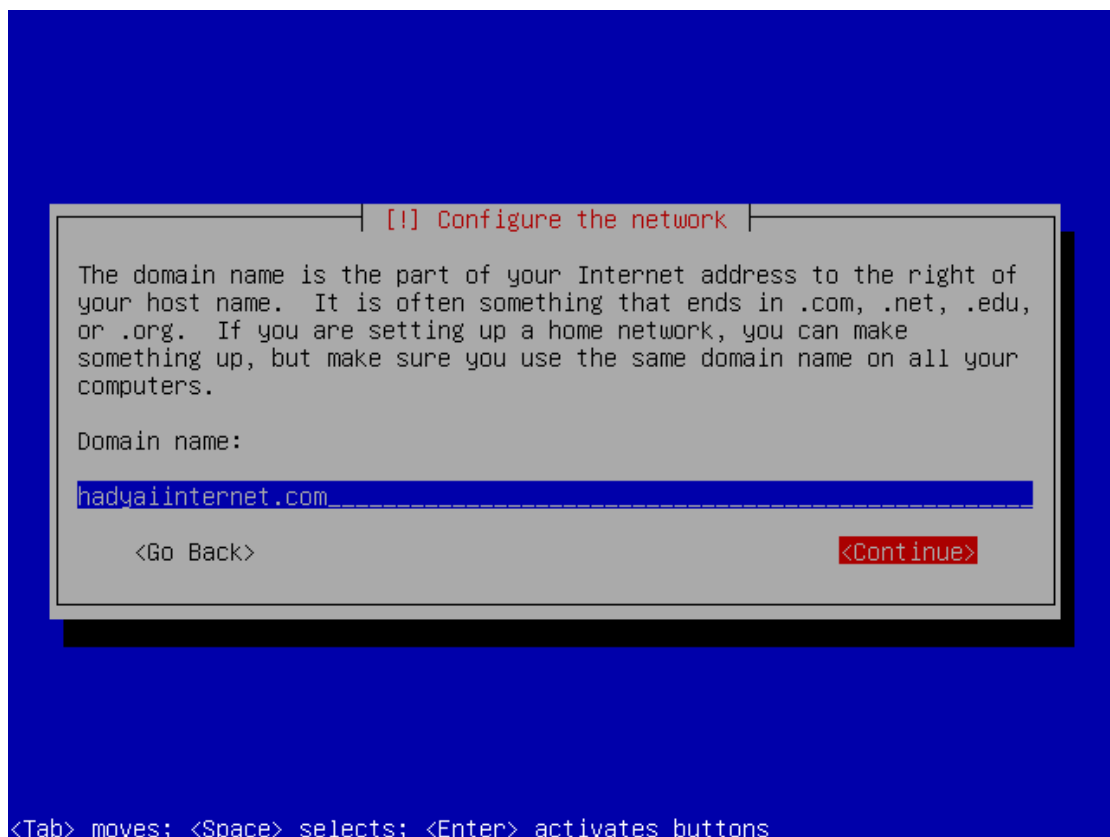 [!] Configure the network
The domain name is the part of your Internet address to the right of
your host name.  It is often something that ends in .com, .net, .edu,
or .org.  If you are setting up a home network, you can make
something up, but make sure you use the same domain name on all your
computers.
Domain name:
hadyaiinternet.com
<Go Back> <Continue>
<Tab> moves; <Space> selects; <Enter> activates buttons